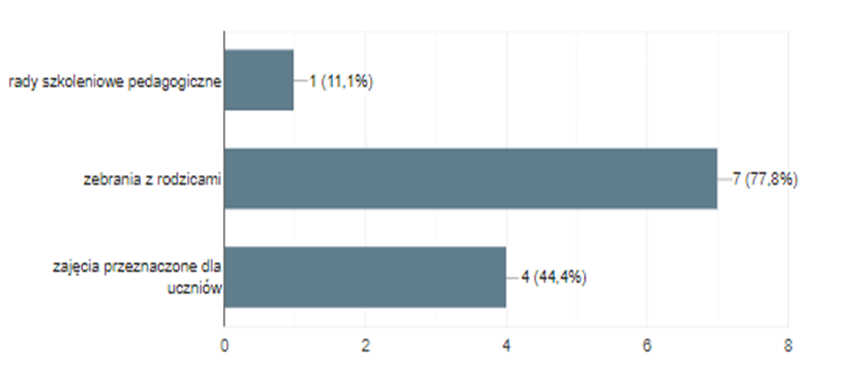 rady szkoleniowe pedagogiczne
1 (11,1%)
zebrania z rodzicami
7 (77,8%)
zajęcia przeznaczone dla
uczniów
4 (44,4%)
0 2 4 6 8